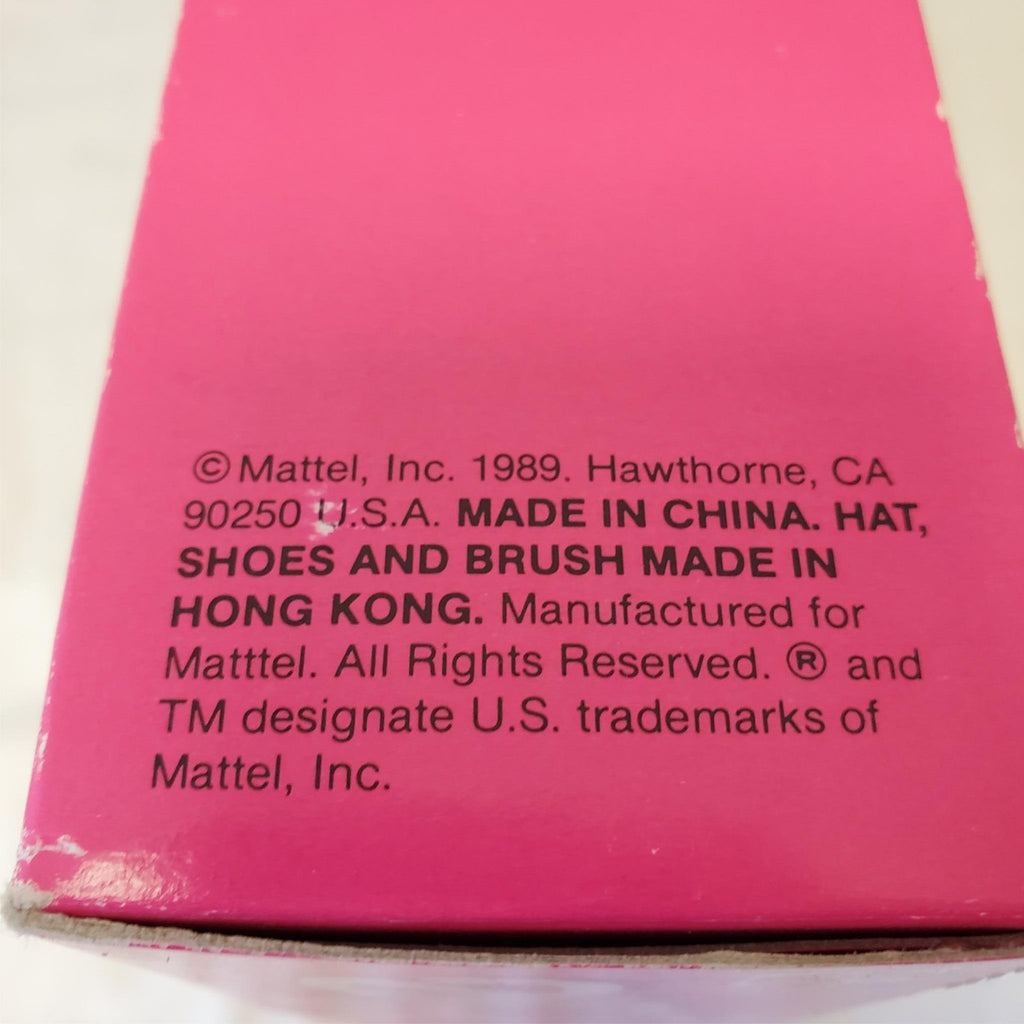 ©Mattel, Inc. 1989. Hawthorne, CA
90250 U.S.A. MADE IN CHINA. HAT,
SHOES AND BRUSH MADE IN
HONG KONG. Manufactured for
Matttel. All Rights Reserved. ® and
TM designate U.S. trademarks of
Mattel, Inc.